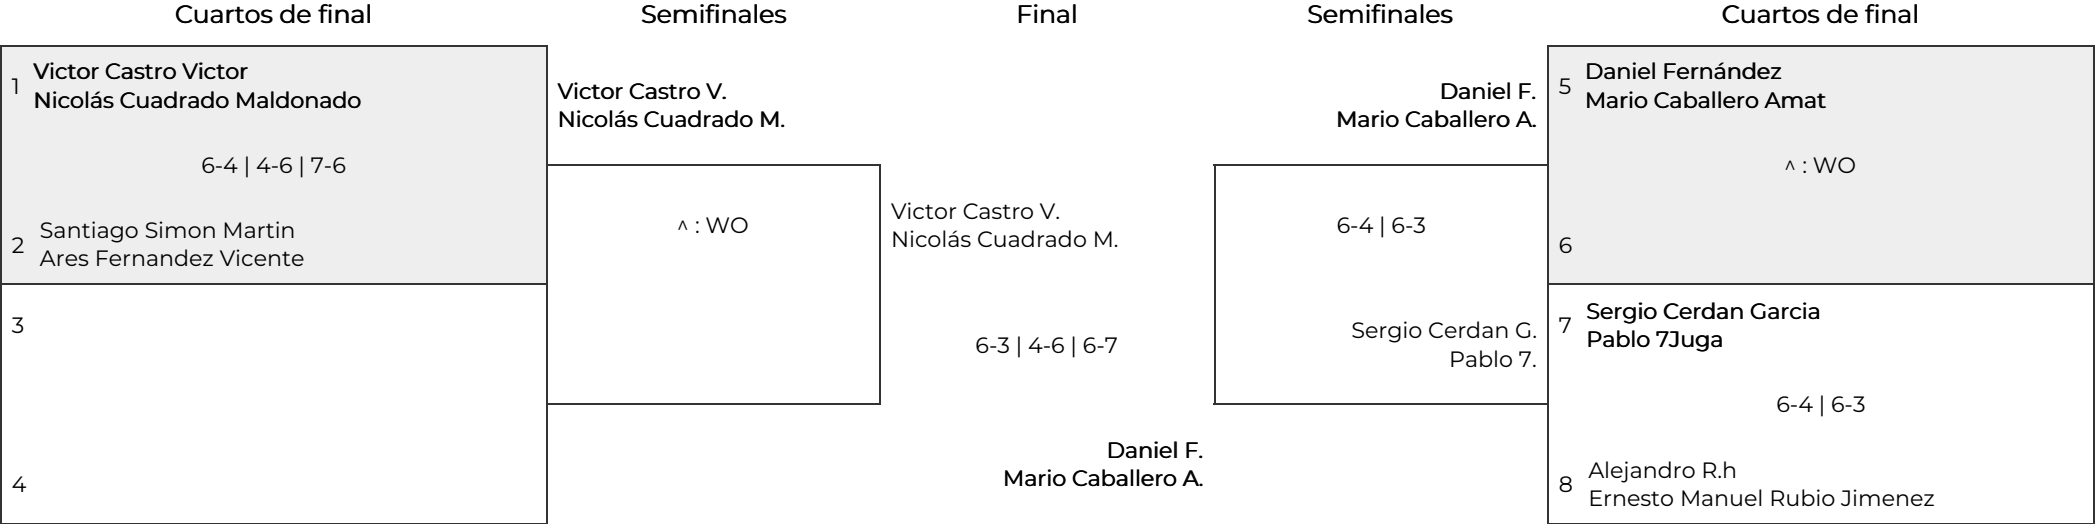 Cuartos de final
Semifinales
Final
Semifinales
Cuartos de final
1
Victor Castro Victor
Nicolás Cuadrado Maldonado
6-4 | 4-6 | 7-6
2
Santiago Simon Martin
Ares Fernandez Vicente
3
4
Victor Castro V.
Nicolás Cuadrado M.
^ : WO
Victor Castro V.
Nicolás Cuadrado M.
6-3 | 4-6 | 6-7
Daniel F.
Mario Caballero A.
Daniel F.
Mario Caballero A.
6-4 | 6-3
Sergio Cerdan G.
Pablo 7.
5
Daniel Fernández
Mario Caballero Amat
^ : WO
6
7
Sergio Cerdan Garcia
Pablo 7Juga
6-4 | 6-3
8
Alejandro R.h
Ernesto Manuel Rubio Jimenez